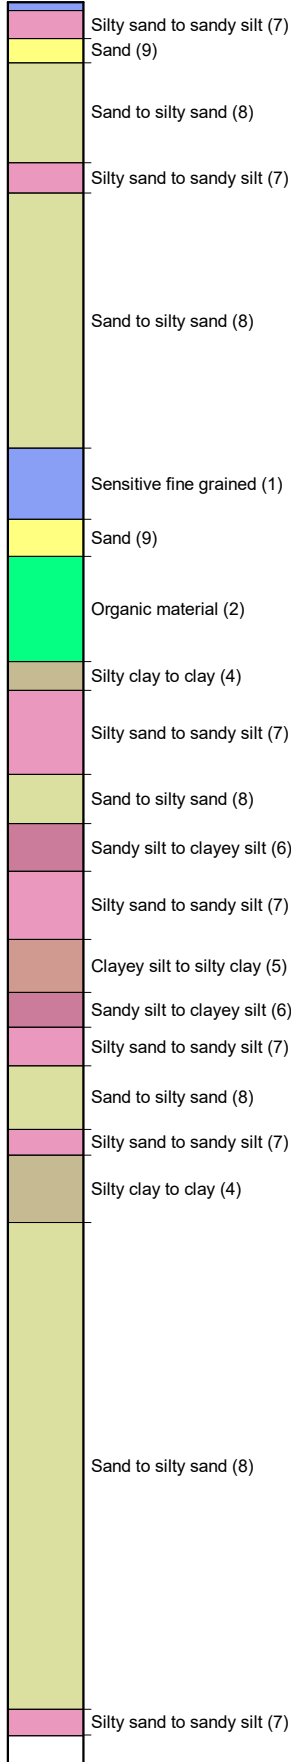 Silty sand to sandy silt (7)
Sand (9)
Sand to silty sand (8)
Silty sand to sandy silt (7)
Sand to silty sand (8)
Sensitive fine grained (1)
Sand (9)
Organic material (2)
Silty clay to clay (4)
Silty sand to sandy silt (7)
Sand to silty sand (8)
Sandy silt to clayey silt (6)
Silty sand to sandy silt (7)
Clayey silt to silty clay (5)
Sandy silt to clayey silt (6)
Silty sand to sandy silt (7)
Sand to silty sand (8)
Silty sand to sandy silt (7)
Silty clay to clay (4)
Sand to silty sand (8)
Silty sand to sandy silt (7)